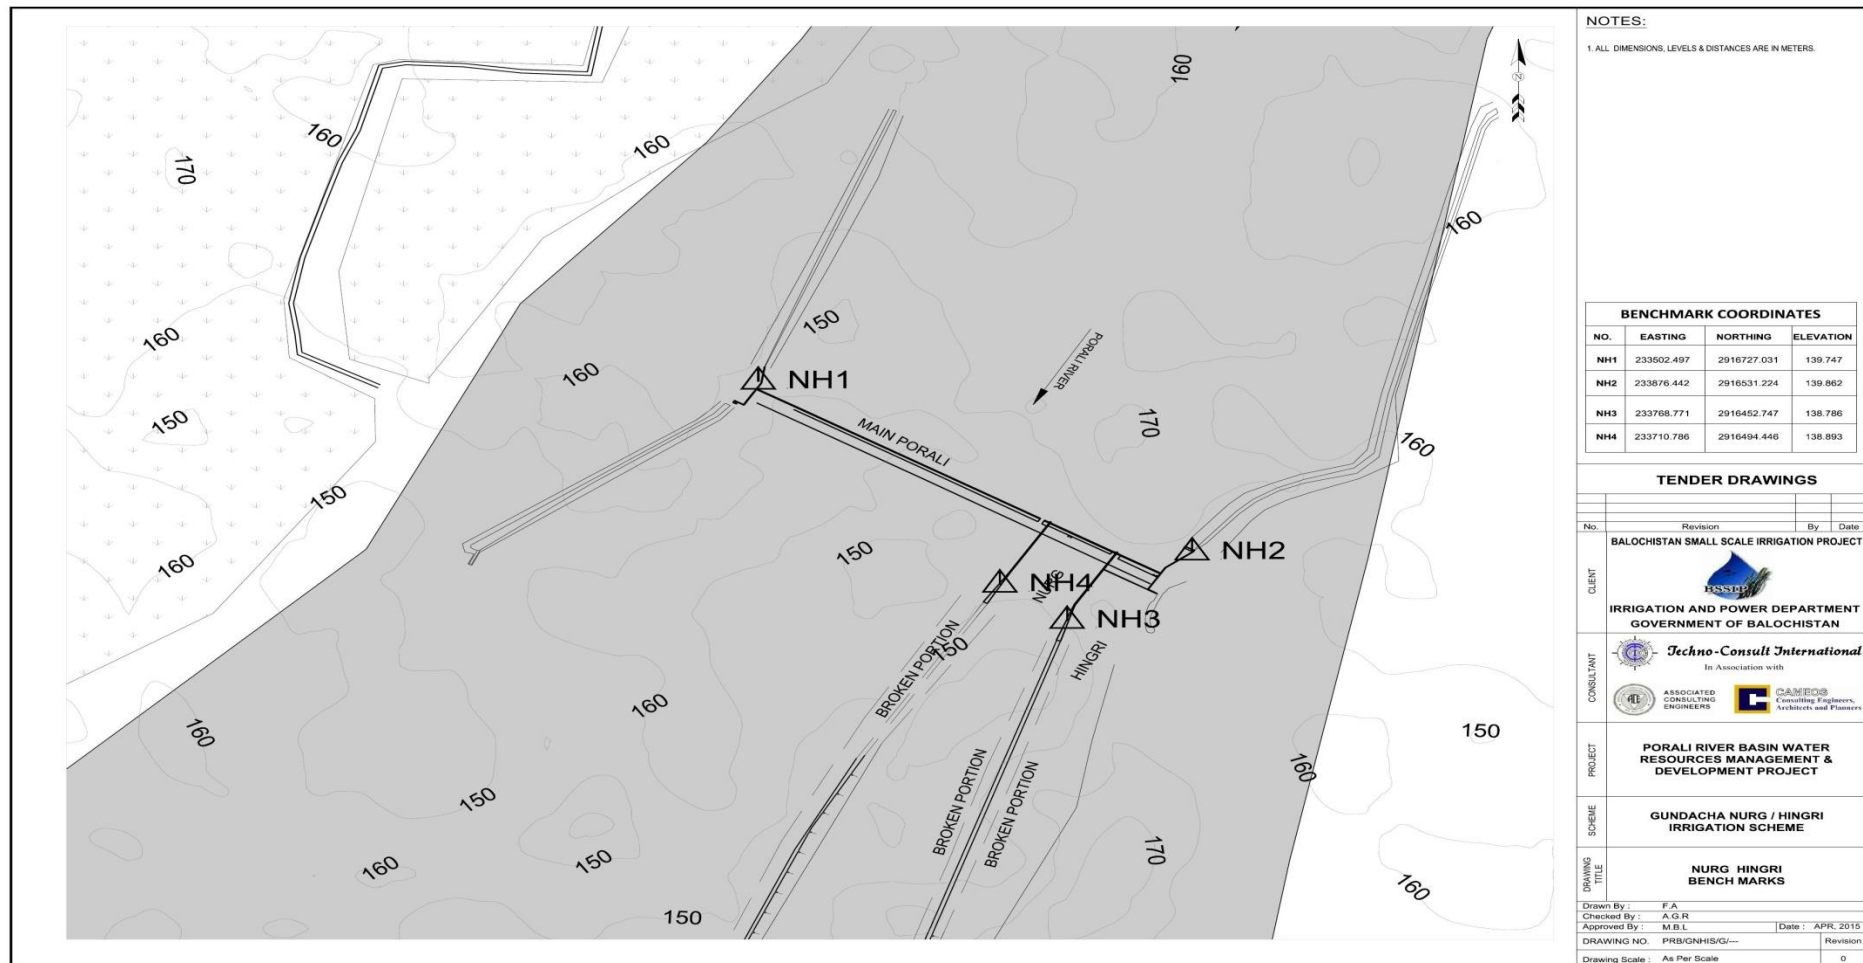 160
160
160
170
160
150
160
160
150
NH1
PORALI RIVER
160
150
MAIN PORALI
170
160
150
160
150
NH2
NH4
NURG
NH3
HINGRI
BROKEN PORTION
150
160
160
150
160
BROKEN PORTION
BROKEN PORTION
150
150
160
170
160
150
N
NOTES:
1. ALL DIMENSIONS, LEVELS & DISTANCES ARE IN METERS.
BENCHMARK COORDINATES
NO. EASTING NORTHING ELEVATION
NH1 233502.497 2916727.031 139.747
NH2 233876.442 2916531.224 139.862
NH3 233768.771 2916452.747 138.786
NH4 233710.786 2916494.446 138.893
TENDER DRAWINGS
No. Revision By Date
CLIENT
BALOCHISTAN SMALL SCALE IRRIGATION PROJECT
BSSIP
IRRIGATION AND POWER DEPARTMENT
GOVERNMENT OF BALOCHISTAN
CONSULTANT
Techno-Consult International
In Association with
ACE
ASSOCIATED
CONSULTING
ENGINEERS
CAMEOS
Consulting Engineers,
Architects and Planners
PROJECT
PORALI RIVER BASIN WATER
RESOURCES MANAGEMENT &
DEVELOPMENT PROJECT
SCHEME
GUNDACHA NURG / HINGRI
IRRIGATION SCHEME
DRAWING
TITLE
NURG HINGRI
BENCH MARKS
Drawn By : F.A
Checked By : A.G.R
Approved By : M.B.L Date : APR, 2015
DRAWING NO. PRB/GNHIS/G/--- Revision
Drawing Scale : As Per Scale 0